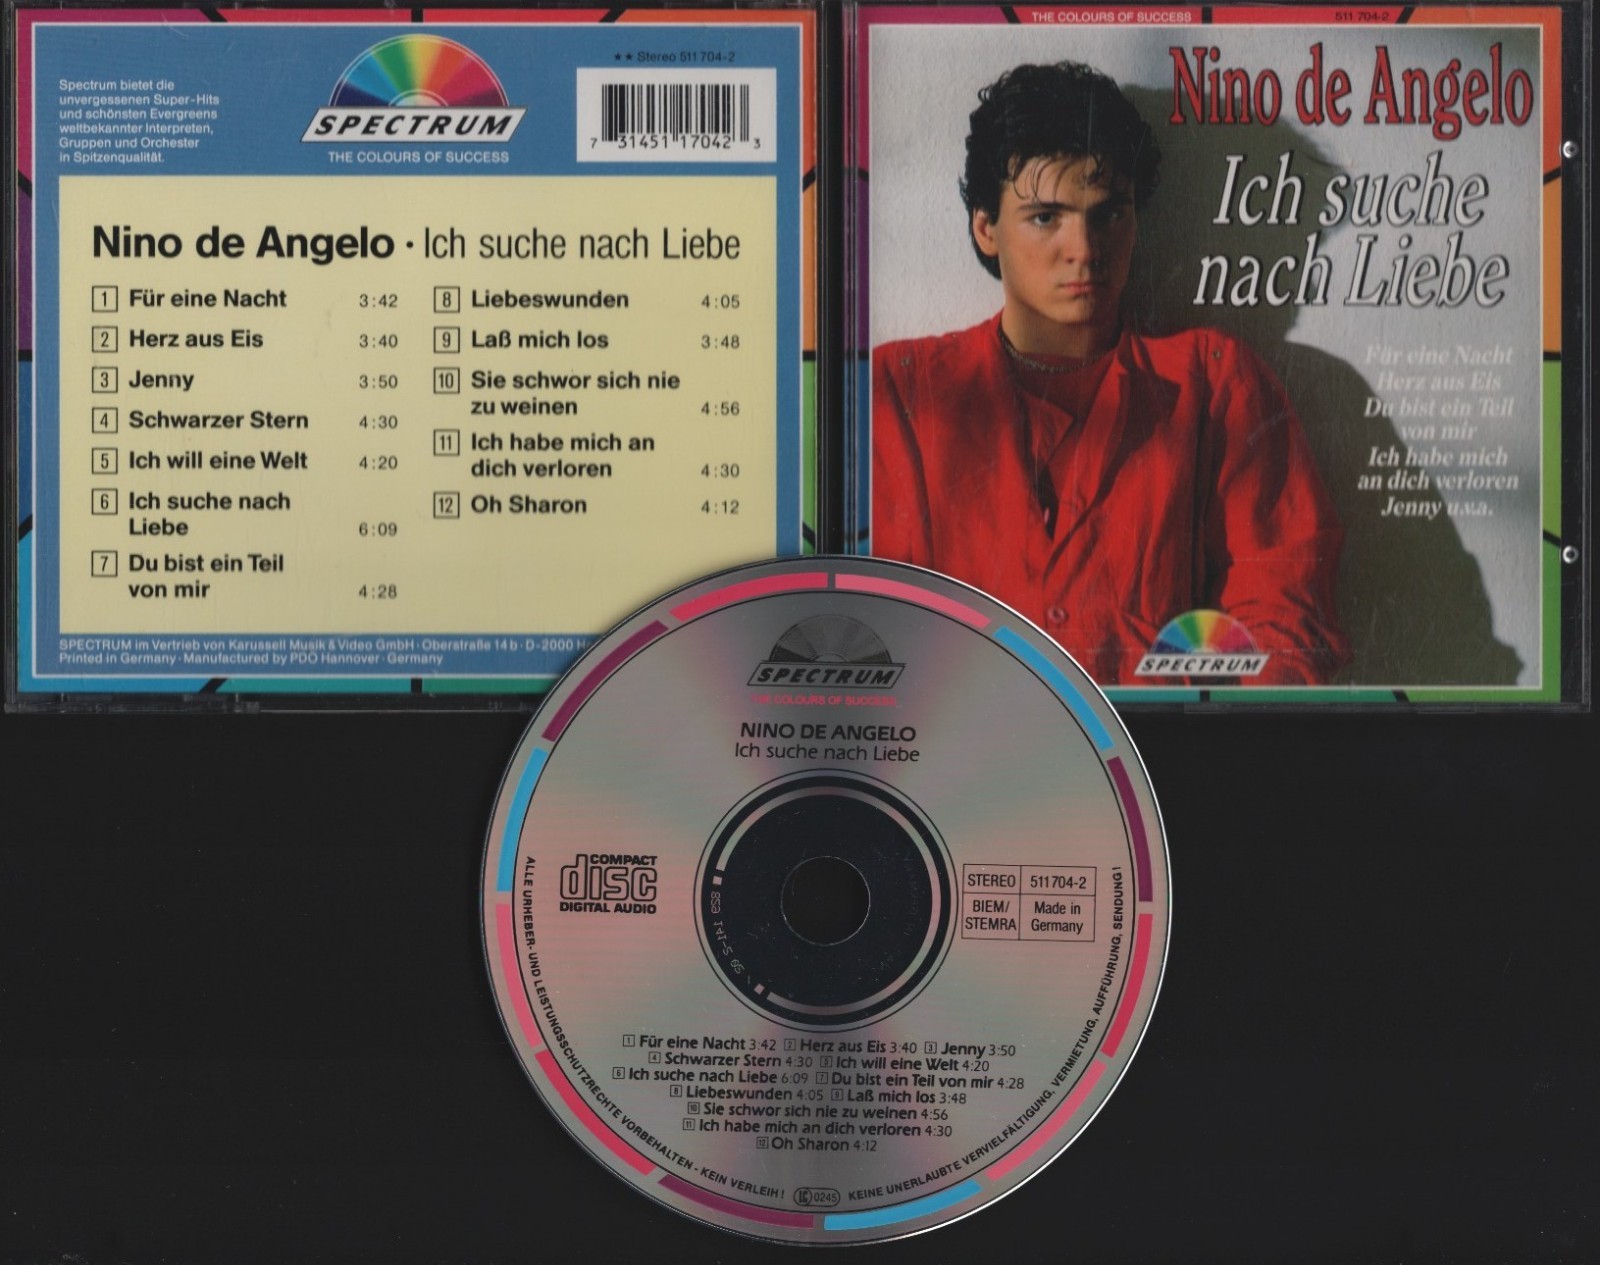 Spectrum bietet die
unvergessenen Super-Hits
und schönsten Evergreens
weltbekannter Interpreten,
Gruppen und Orchester
in Spitzenqualität.
SPECTRUM
THE COLOURS OF SUCCESS
★★ Stereo 511 704-2
7 31451 17042 3
Nino de Angelo · Ich suche nach Liebe
1 Für eine Nacht 3:42
2 Herz aus Eis 3:40
3 Jenny 3:50
4 Schwarzer Stern 4:30
5 Ich will eine Welt 4:20
6 Ich suche nach
Liebe 6:09
7 Du bist ein Teil
von mir 4:28
8 Liebeswunden 4:05
9 Laß mich los 3:48
10 Sie schwor sich nie
zu weinen 4:56
11 Ich habe mich an
dich verloren 4:30
12 Oh Sharon 4:12
SPECTRUM im Vertrieb von Karussell Musik & Video GmbH · Oberstraße 14 b · D-2000
Printed in Germany · Manufactured by PDO Hannover · Germany
THE COLOURS OF SUCCESS 511 704-2
Nino de Angelo
Ich suche
nach Liebe
Für eine Nacht
Herz aus Eis
Du bist ein Teil
von mir
Ich habe mich
an dich verloren
Jenny u.v.a.
SPECTRUM
SPECTRUM
THE COLOURS OF SUCCESS
NINO DE ANGELO
Ich suche nach Liebe
COMPACT
disc
DIGITAL AUDIO
STEREO 511 704-2
BIEM/
STEMRA
Made in
Germany
1 Für eine Nacht 3:42 2 Herz aus Eis 3:40 3 Jenny 3:50
4 Schwarzer Stern 4:30 5 Ich will eine Welt 4:20
6 Ich suche nach Liebe 6:09 7 Du bist ein Teil von mir 4:28
8 Liebeswunden 4:05 9 Laß mich los 3:48
10 Sie schwor sich nie zu weinen 4:56
11 Ich habe mich an dich verloren 4:30
12 Oh Sharon 4:12
ALLE URHEBER- UND LEISTUNGSSCHUTZRECHTE VORBEHALTEN - KEIN VERLEIH! LC 0245 KEINE UNERLAUBTE VERVIELFÄLTIGUNG, VERMIETUNG, AUFFÜHRUNG, SENDUNG!